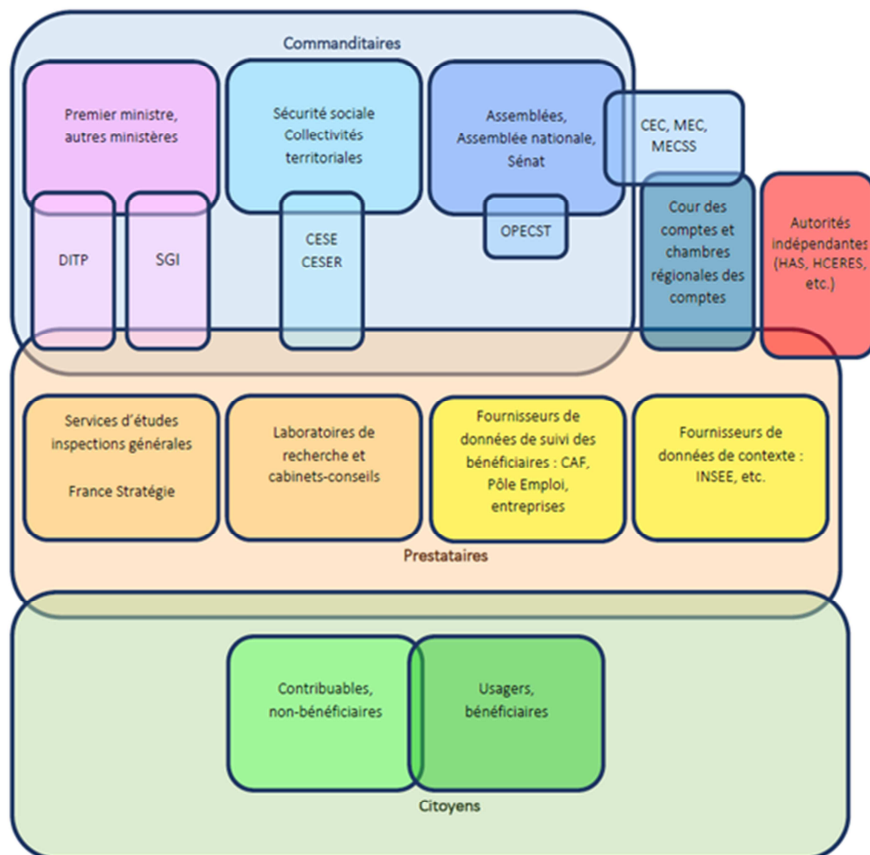 Commanditaires
Premier ministre,
autres ministères
Sécurité sociale
Collectivités
territoriales
Assemblées,
Assemblée nationale,
Sénat
CEC, MEC,
MECSS
DITP
SGI
CESE
CESER
OPECST
Cour des
comptes et
chambres
régionales des
comptes
Autorités
indépendantes
(HAS, HCERES,
etc.)
Services d’études
inspections générales
France Stratégie
Laboratoires de
recherche et
cabinets-conseils
Fournisseurs de
données de suivi des
bénéficiaires : CAF,
Pôle Emploi,
entreprises
Fournisseurs de
données de contexte :
INSEE, etc.
Prestataires
Contribuables,
non-bénéficiaires
Usagers,
bénéficiaires
Citoyens